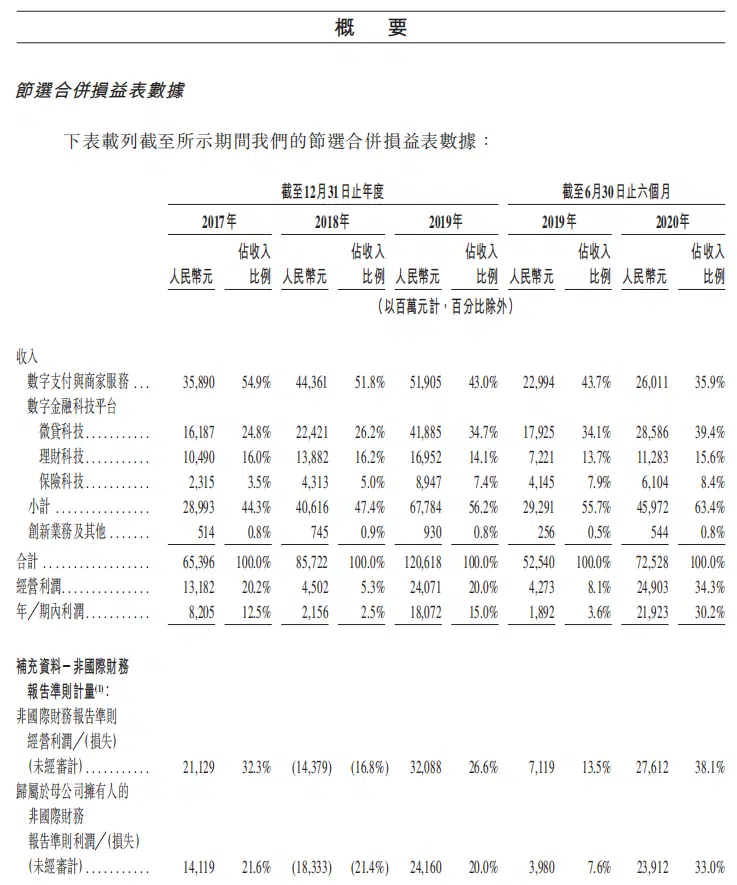 概 要
節選合併損益表數據
下表載列截至所示期間我們的節選合併損益表數據：
截至12月31日止年度 截至6月30日止六個月
2017年 2018年 2019年 2019年 2020年
佔收入 佔收入 佔收入 佔收入 佔收入
人民幣元 比例 人民幣元 比例 人民幣元 比例 人民幣元 比例 人民幣元 比例
（以百萬元計，百分比除外）
收入
數字支付與商家服務 ... 35,890 54.9% 44,361 51.8% 51,905 43.0% 22,994 43.7% 26,011 35.9%
數字金融科技平台
微貸科技........... 16,187 24.8% 22,421 26.2% 41,885 34.7% 17,925 34.1% 28,586 39.4%
理財科技........... 10,490 16.0% 13,882 16.2% 16,952 14.1% 7,221 13.7% 11,283 15.6%
保險科技........... 2,315 3.5% 4,313 5.0% 8,947 7.4% 4,145 7.9% 6,104 8.4%
小計 ................ 28,993 44.3% 40,616 47.4% 67,784 56.2% 29,291 55.7% 45,972 63.4%
創新業務及其他 ....... 514 0.8% 745 0.9% 930 0.8% 256 0.5% 544 0.8%
合計 .................. 65,396 100.0% 85,722 100.0% 120,618 100.0% 52,540 100.0% 72,528 100.0%
經營利潤............... 13,182 20.2% 4,502 5.3% 24,071 20.0% 4,273 8.1% 24,903 34.3%
年╱期內利潤........... 8,205 12.5% 2,156 2.5% 18,072 15.0% 1,892 3.6% 21,923 30.2%
補充資料－非國際財務
報告準則計量(1)：
非國際財務報告準則
經營利潤╱(損失)
(未經審計)........... 21,129 32.3% (14,379) (16.8%) 32,088 26.6% 7,119 13.5% 27,612 38.1%
歸屬於母公司擁有人的
非國際財務
報告準則利潤╱(損失)
(未經審計)........... 14,119 21.6% (18,333) (21.4%) 24,160 20.0% 3,980 7.6% 23,912 33.0%